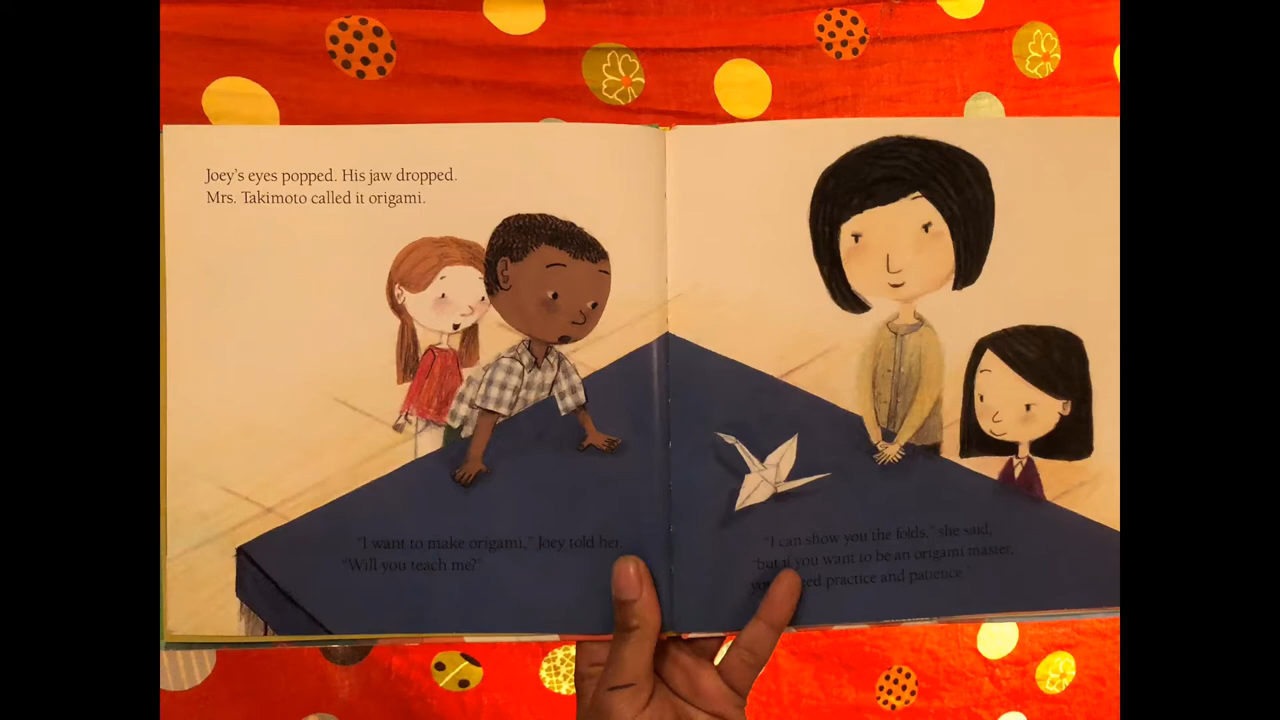 Joey's eyes popped. His jaw dropped.
Mrs. Takimoto called it origami.
"I want to make origami," Joey told her.
"Will you teach me?"
"I can show you the folds," she said,
"but if you want to be an origami master,
practice and patience."